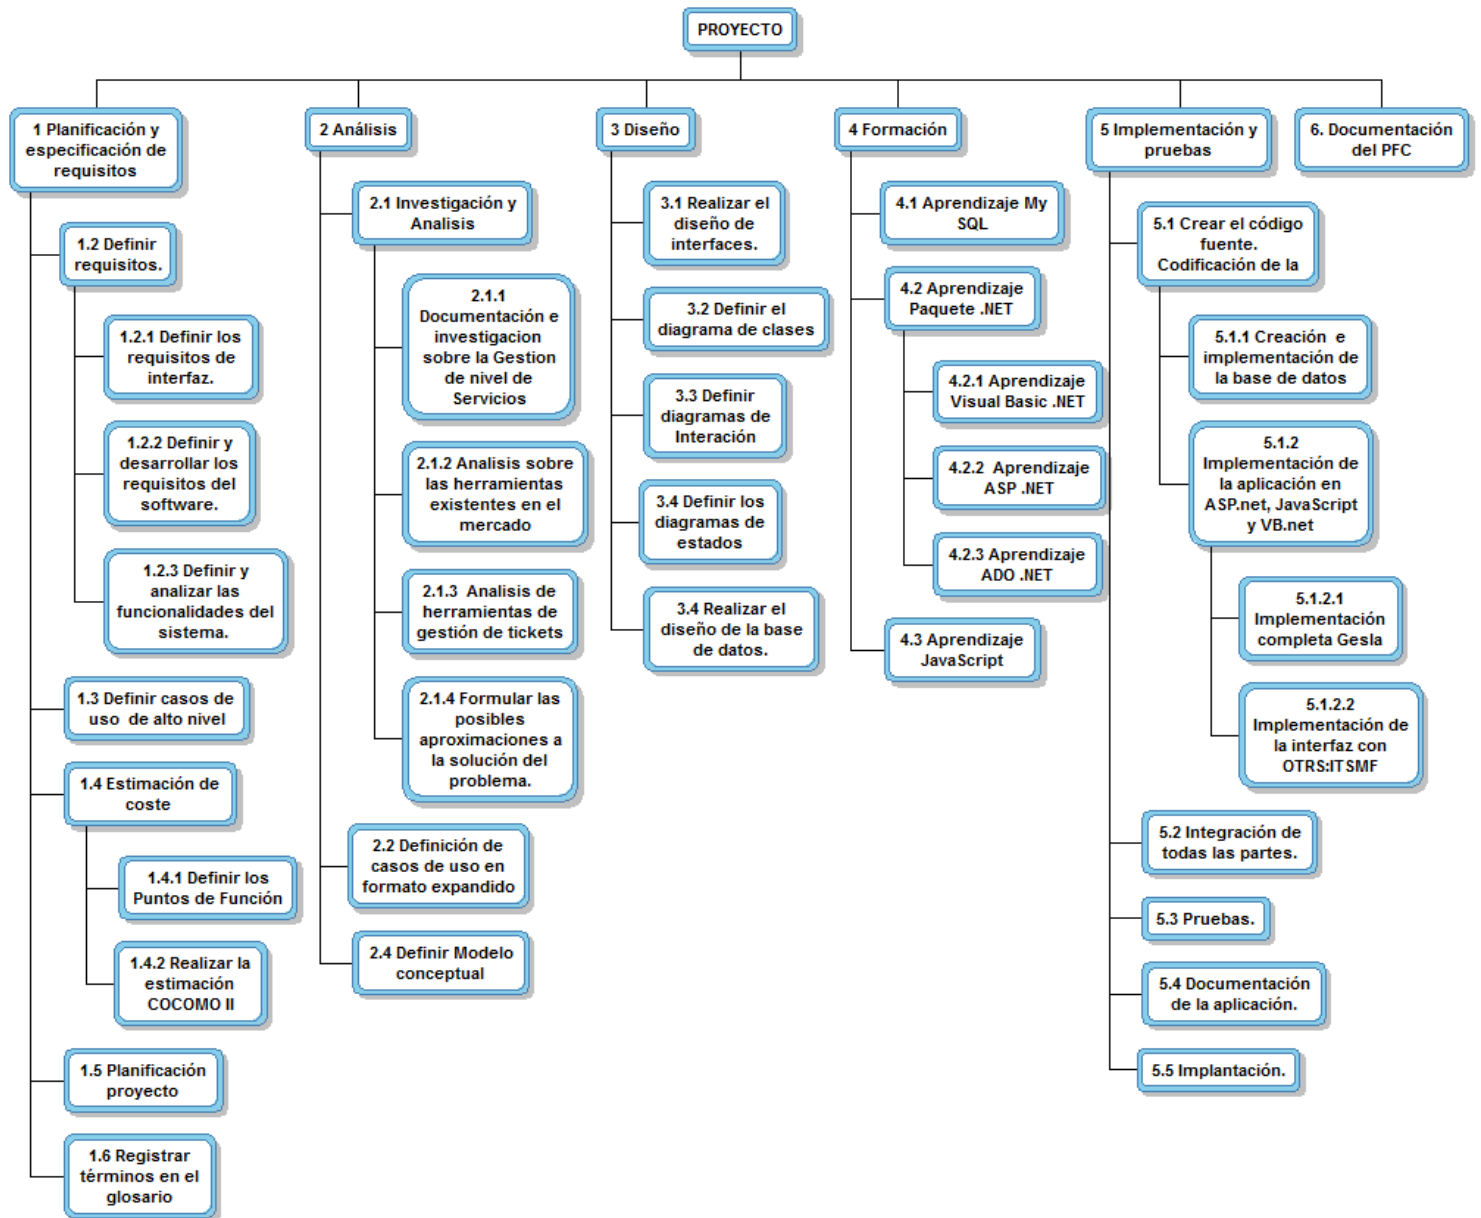 PROYECTO
1 Planificación y
especificación de
requisitos
1.2 Definir
requisitos.
1.2.1 Definir los
requisitos de
interfaz.
1.2.2 Definir y
desarrollar los
requisitos del
software.
1.2.3 Definir y
analizar las
funcionalidades del
sistema.
1.3 Definir casos de
uso de alto nivel
1.4 Estimación de
coste
1.4.1 Definir los
Puntos de Función
1.4.2 Realizar la
estimación
COCOMO II
1.5 Planificación
proyecto
1.6 Registrar
términos en el
glosario
2 Análisis
2.1 Investigación y
Analisis
2.1.1
Documentación e
investigacion
sobre la Gestion
de nivel de
Servicios
2.1.2 Analisis sobre
las herramientas
existentes en el
mercado
2.1.3 Analisis de
herramientas de
gestión de tickets
2.1.4 Formular las
posibles
aproximaciones a
la solución del
problema.
2.2 Definición de
casos de uso en
formato expandido
2.4 Definir Modelo
conceptual
3 Diseño
3.1 Realizar el
diseño de
interfaces.
3.2 Definir el
diagrama de clases
3.3 Definir
diagramas de
Interación
3.4 Definir los
diagramas de
estados
3.4 Realizar el
diseño de la base
de datos.
4 Formación
4.1 Aprendizaje My
SQL
4.2 Aprendizaje
Paquete .NET
4.2.1 Aprendizaje
Visual Basic .NET
4.2.2 Aprendizaje
ASP .NET
4.2.3 Aprendizaje
ADO .NET
4.3 Aprendizaje
JavaScript
5 Implementación y
pruebas
5.1 Crear el código
fuente.
Codificación de la
5.1.1 Creación e
implementación de
la base de datos
5.1.2
Implementación de
la aplicación en
ASP.net, JavaScript
y VB.net
5.1.2.1
Implementación
completa Gesla
5.1.2.2
Implementación de
la interfaz con
OTRS:ITSMF
5.2 Integración de
todas las partes.
5.3 Pruebas.
5.4 Documentación
de la aplicación.
5.5 Implantación.
6. Documentación
del PFC